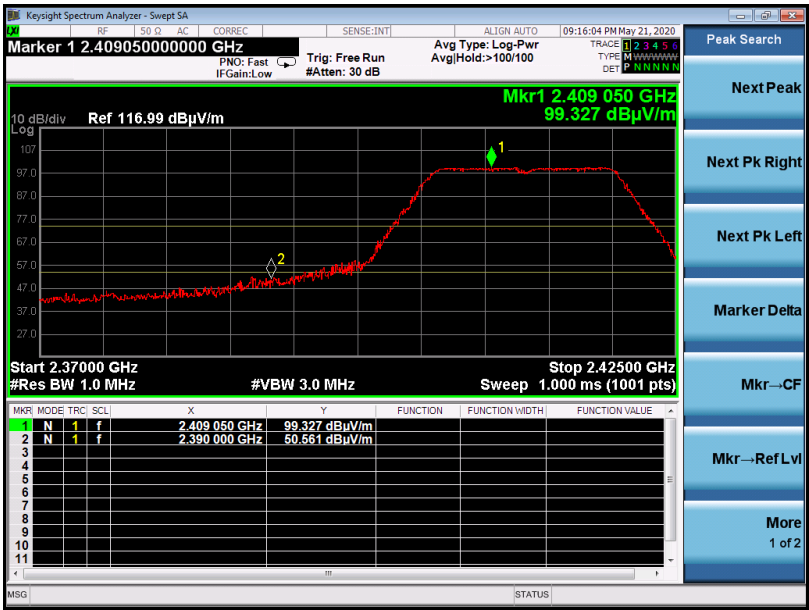 Keysight Spectrum Analyzer - Swept SA
LXI RF 50 Ω AC CORREC SENSE:INT ALIGN AUTO 09:16:04 PM May 21, 2020
Marker 1 2.409050000000 GHz
PNO: Fast
IFGain:Low
Trig: Free Run
#Atten: 30 dB
Avg Type: Log-Pwr
Avg|Hold:>100/100
TRACE 1 2 3 4 5 6
TYPE M WWWWW
DET P N N N N N
Peak Search
Mkr1 2.409 050 GHz
99.327 dBµV/m
10 dB/div Ref 116.99 dBµV/m
Log
107
97.0
87.0
77.0
67.0
57.0
47.0
37.0
27.0
1
2
Start 2.37000 GHz Stop 2.42500 GHz
#Res BW 1.0 MHz #VBW 3.0 MHz Sweep 1.000 ms (1001 pts)
MKR MODE TRC SCL X Y FUNCTION FUNCTION WIDTH FUNCTION VALUE
1 N 1 f 2.409 050 GHz 99.327 dBµV/m
2 N 1 f 2.390 000 GHz 50.561 dBµV/m
3
4
5
6
7
8
9
10
11
Next Peak
Next Pk Right
Next Pk Left
Marker Delta
Mkr→CF
Mkr→Ref Lvl
More
1 of 2
MSG STATUS